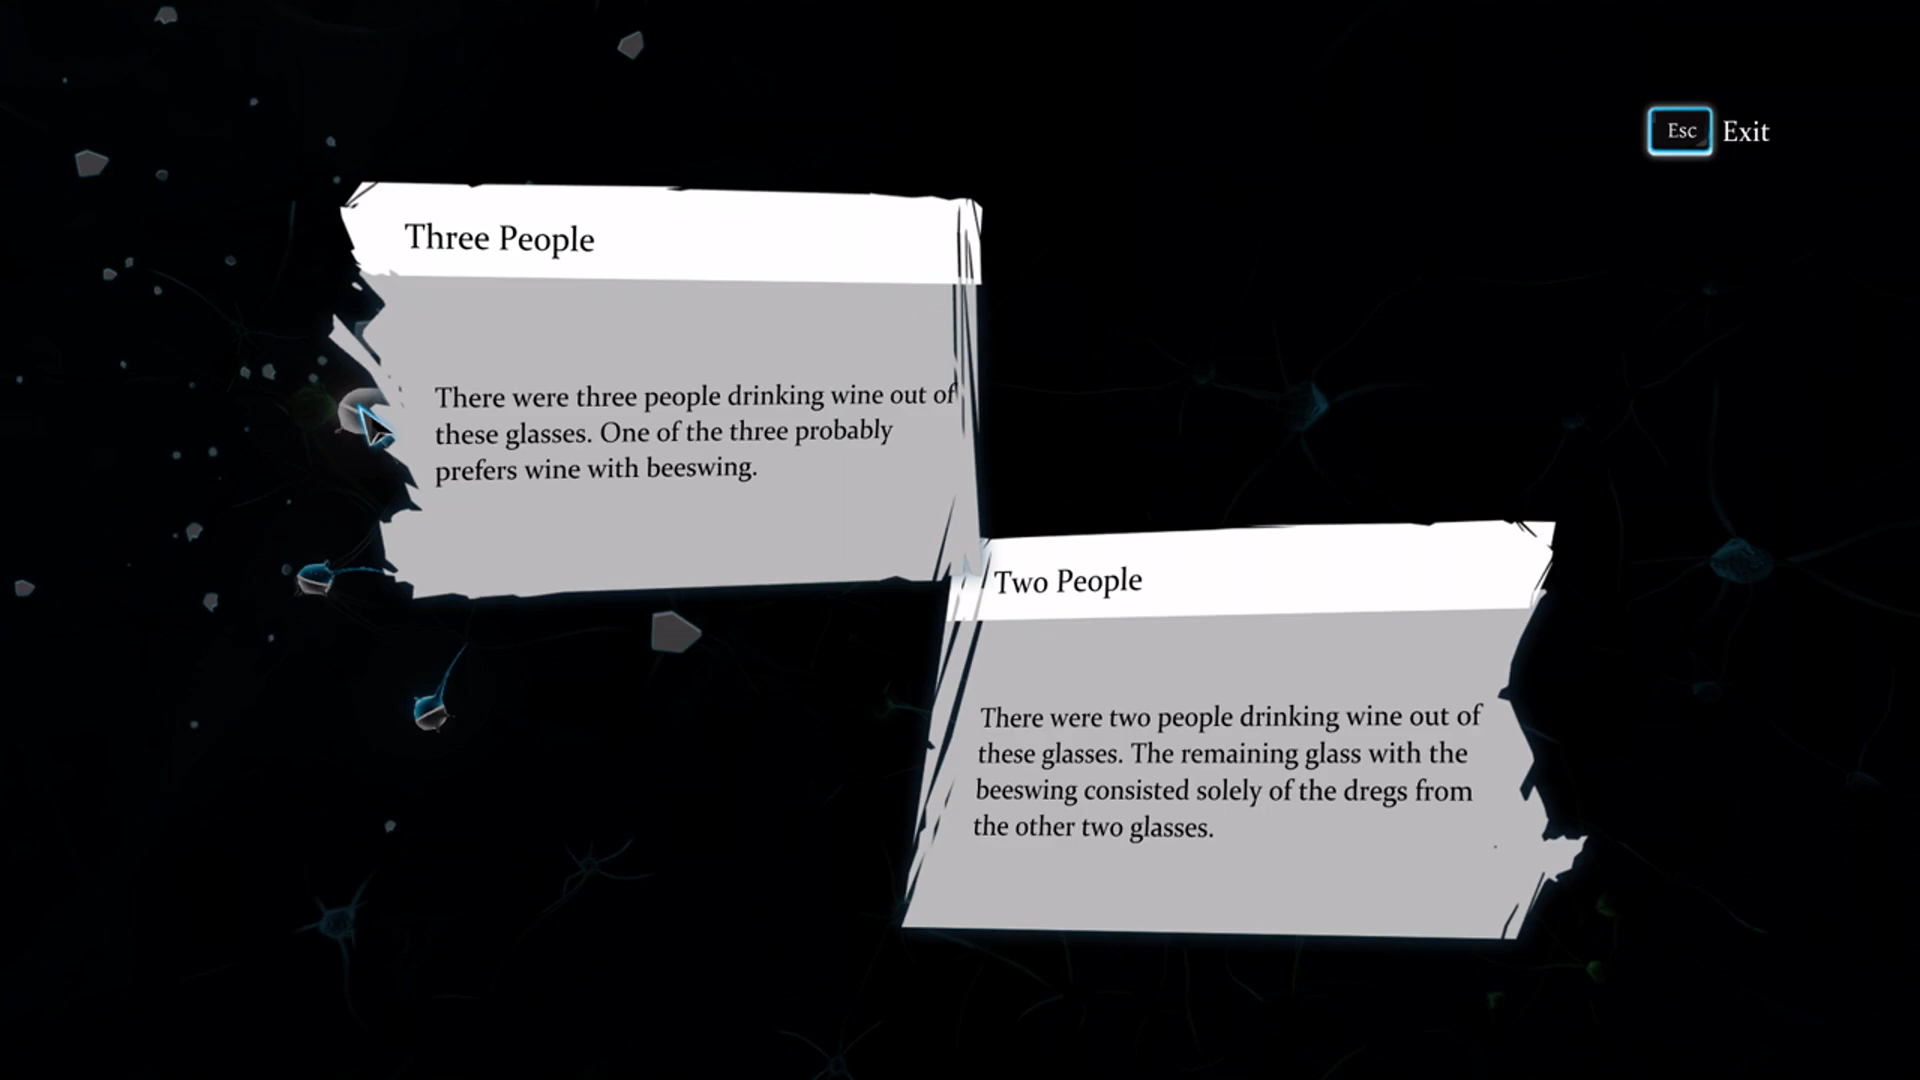 Esc Exit
Three People
There were three people drinking wine out of
these glasses. One of the three probably
prefers wine with beeswing.
Two People
There were two people drinking wine out of
these glasses. The remaining glass with the
beeswing consisted solely of the dregs from
the other two glasses.